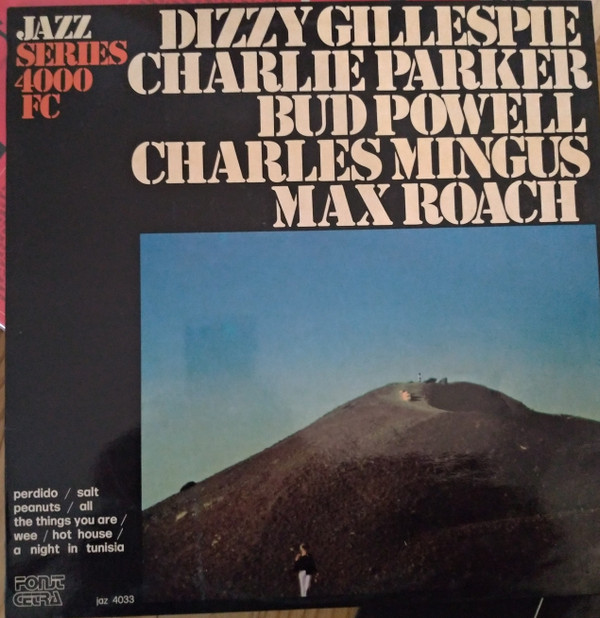 JAZZ
SERIES
4000
FC
DIZZY GILLESPIE
CHARLIE PARKER
BUD POWELL
CHARLES MINGUS
MAX ROACH
perdido / salt
peanuts / all
the things you are /
wee / hot house /
a night in tunisia
FONIT
CETRA
jaz 4033